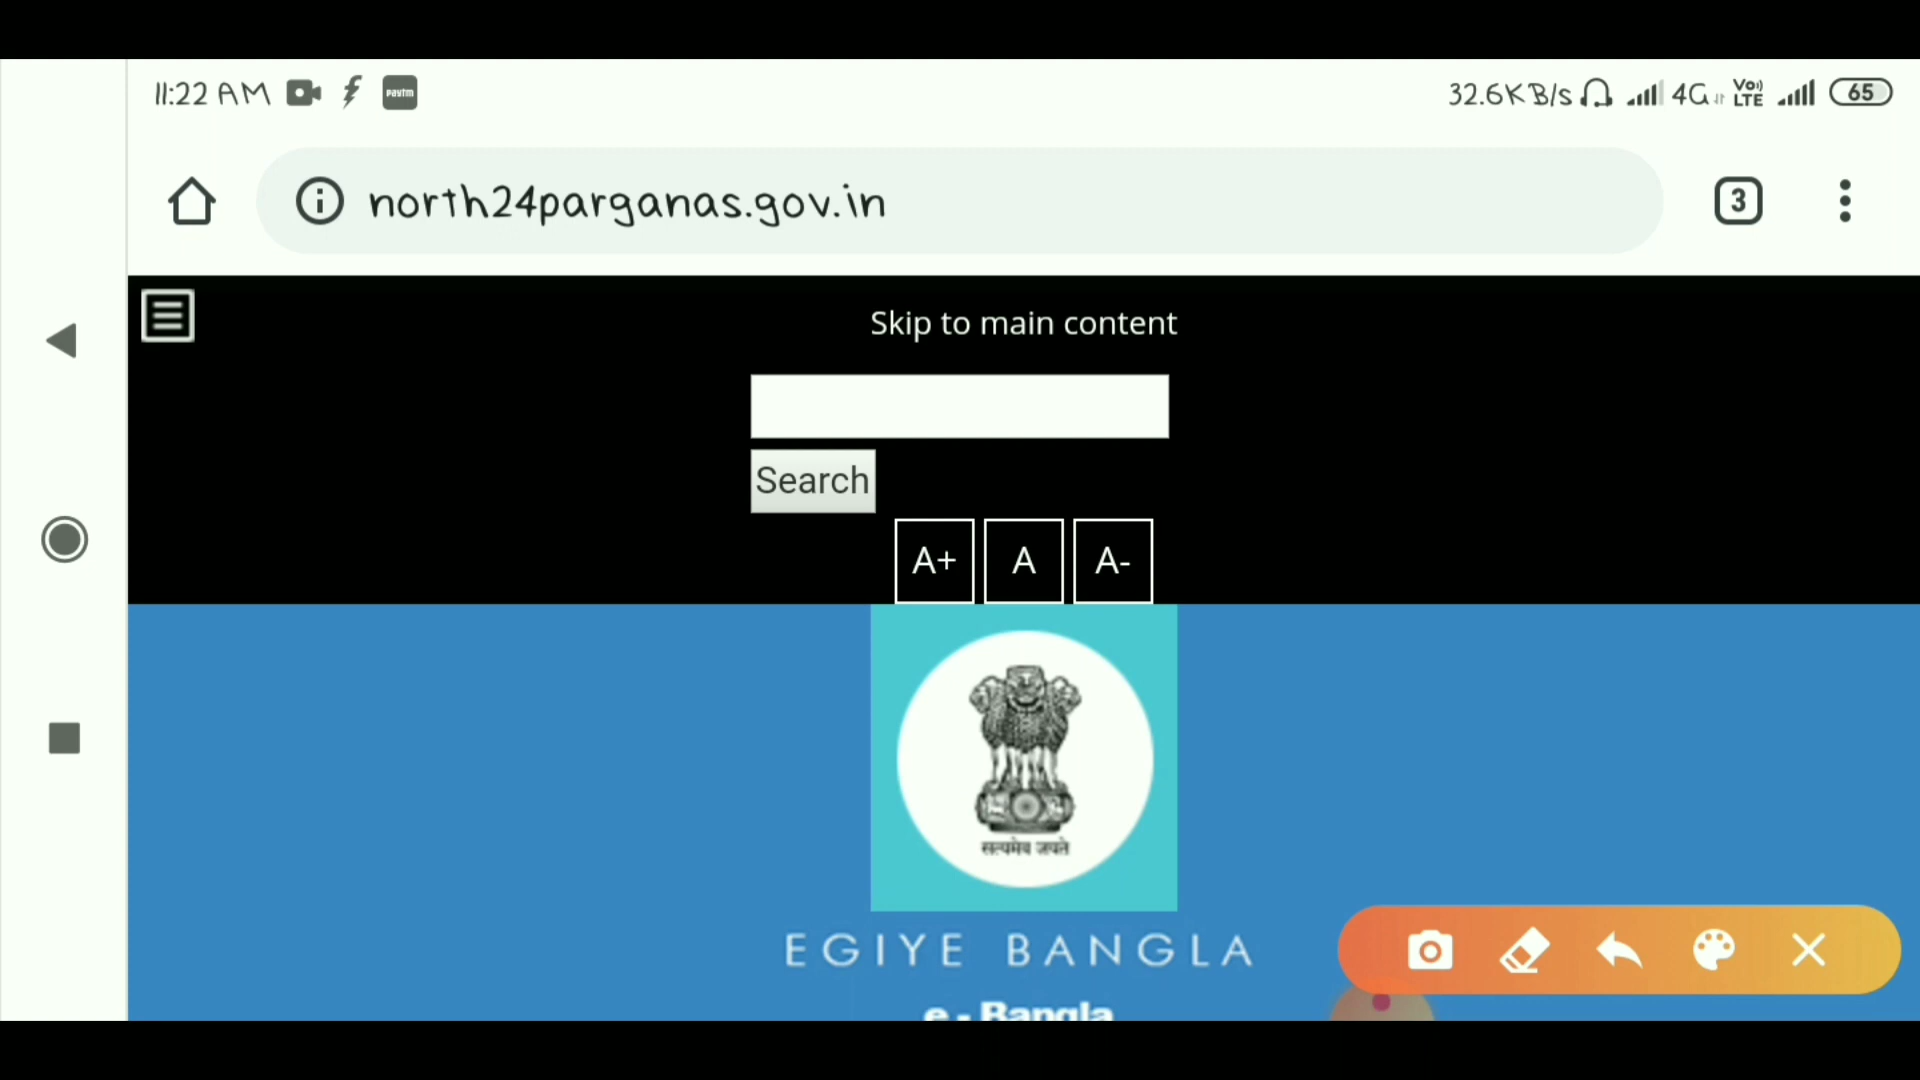 11:22 AM paytm 32.6KB/s 4G Vo) LTE 65
north24parganas.gov.in 3
Skip to main content
Search
A+ A A-
सत्यमेव जयते
EGIYE BANGLA
e - Bangla